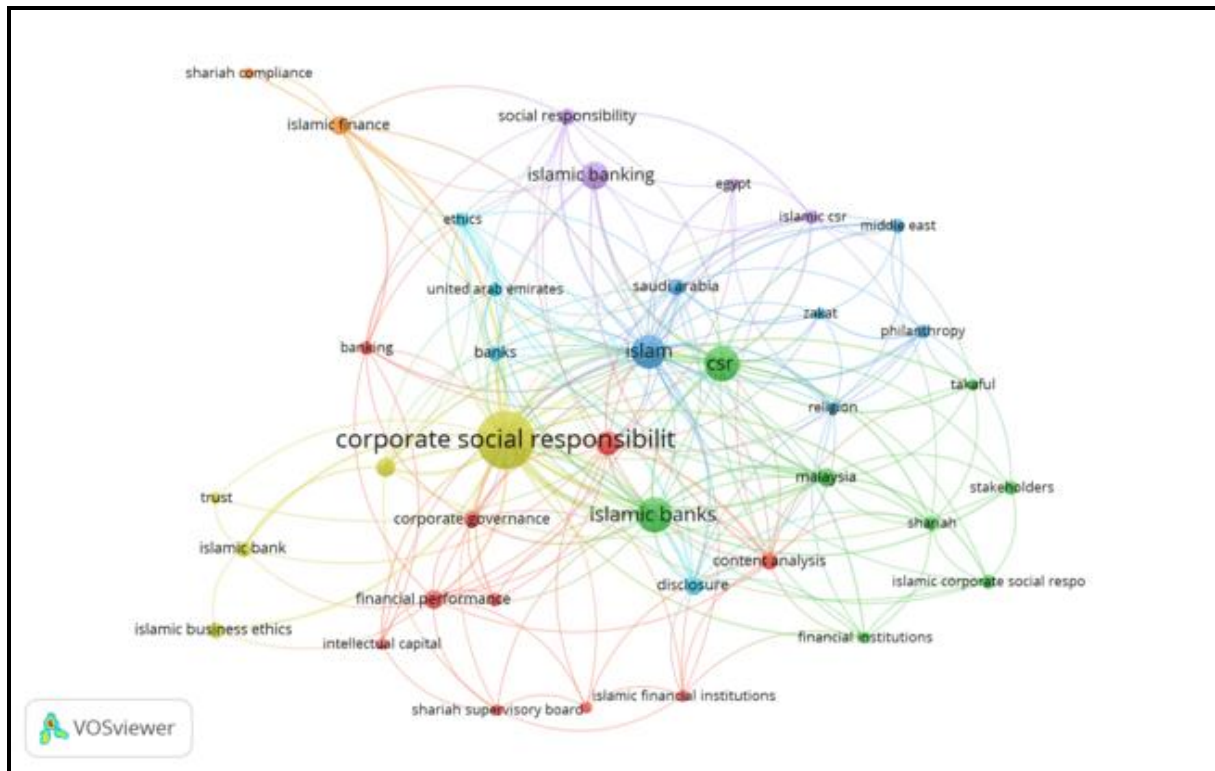 shariah compliance
islamic finance
social responsibility
islamic banking
egypt
islamic csr
middle east
ethics
united arab emirates
saudi arabia
zakat
philanthropy
banking
banks
islam
csr
takaful
religion
corporate social responsibilit
malaysia
stakeholders
trust
corporate governance
islamic banks
shariah
islamic bank
content analysis
disclosure
islamic corporate social respo
financial performance
islamic business ethics
intellectual capital
financial institutions
islamic financial institutions
shariah supervisory board
VOSviewer